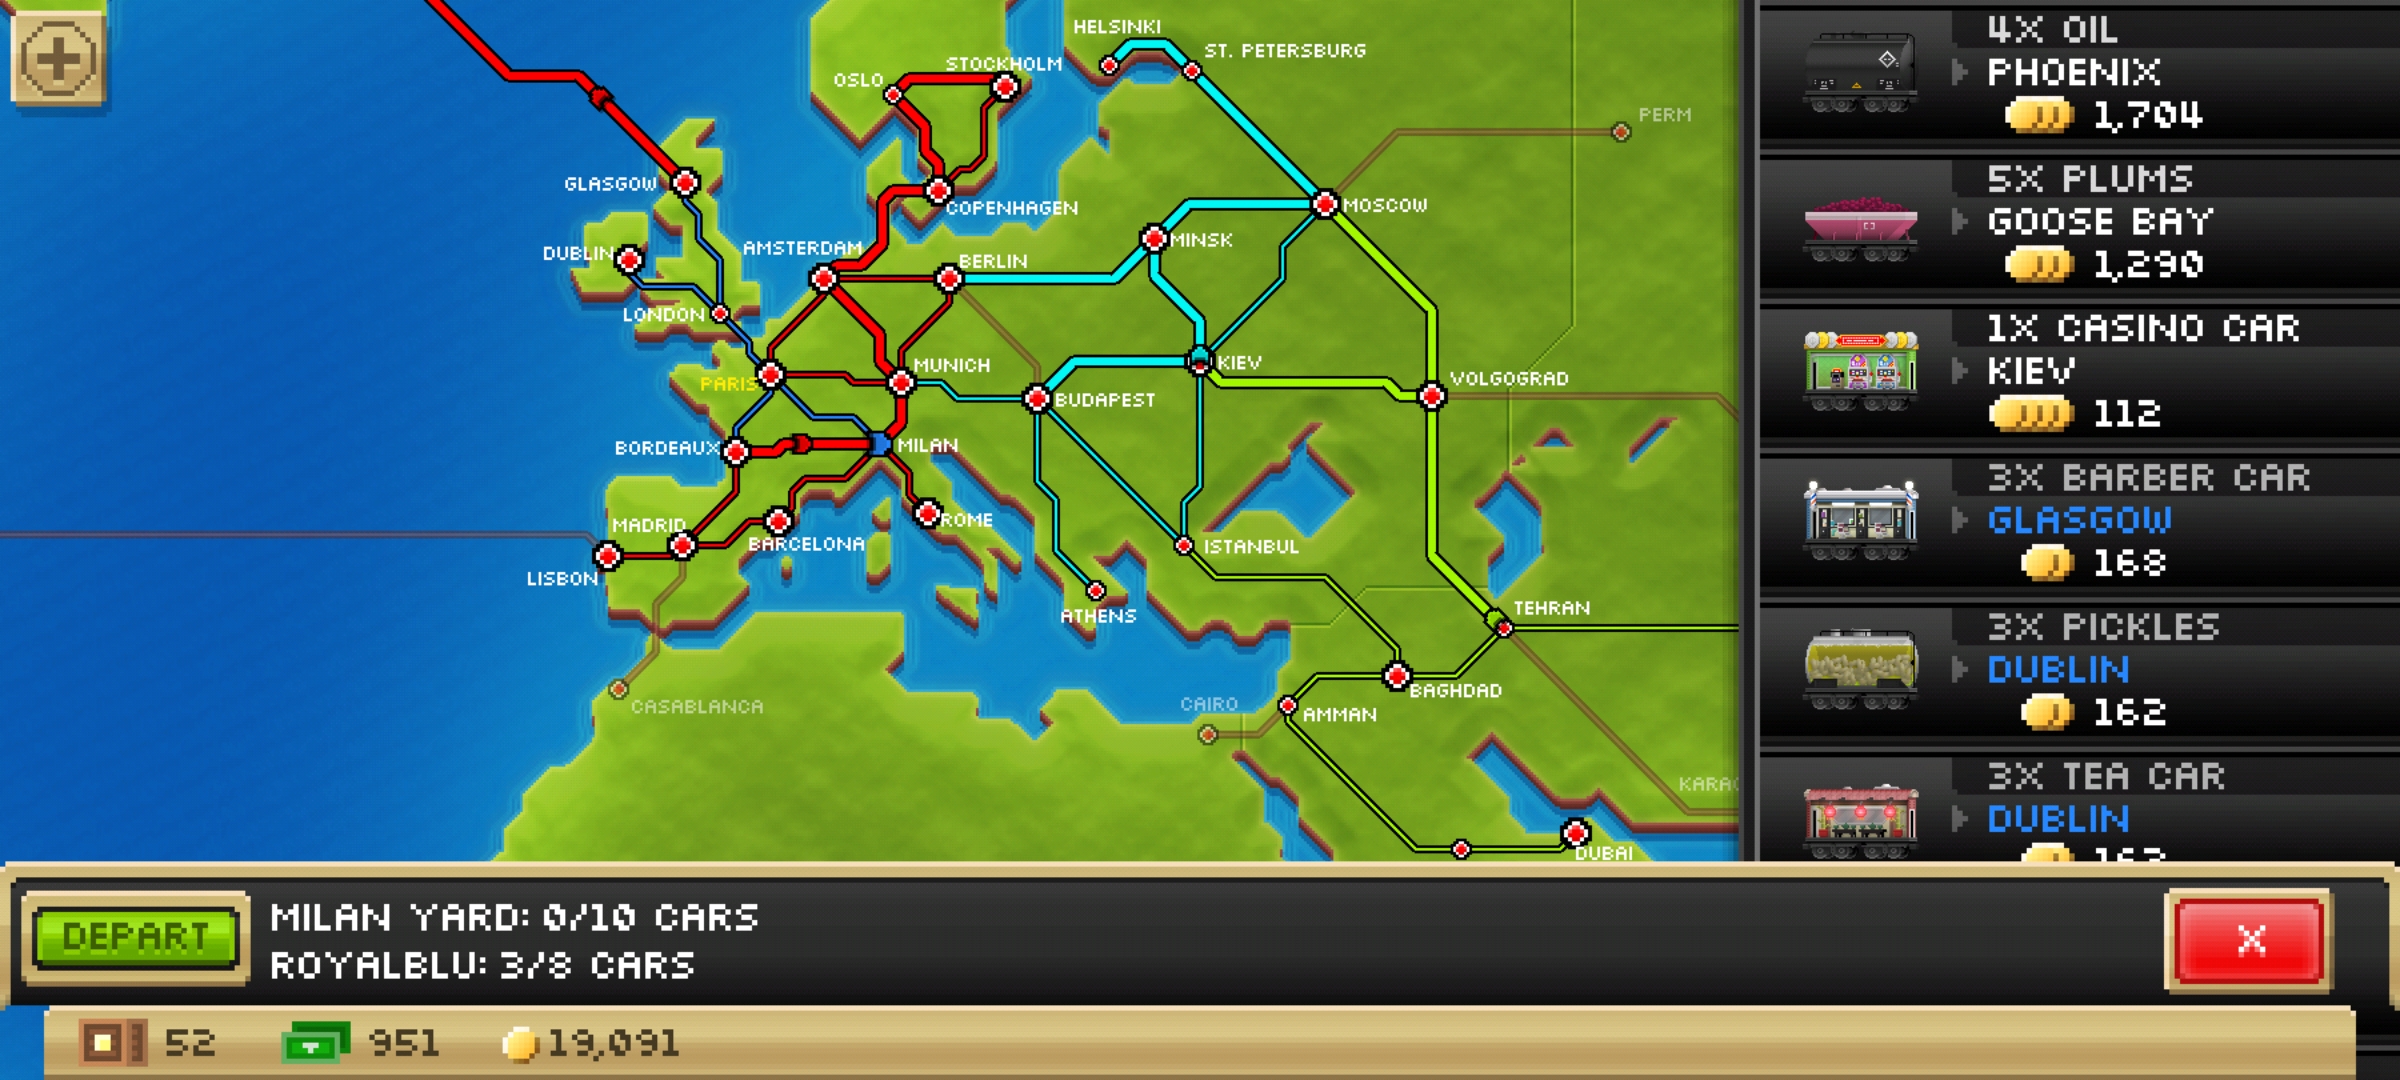 HELSINKI
ST. PETERSBURG
STOCKHOLM
OSLO
PERM
GLASGOW
COPENHAGEN
MOSCOW
DUBLIN
AMSTERDAM
BERLIN
MINSK
LONDON
PARIS
MUNICH
KIEV
VOLGOGRAD
BUDAPEST
BORDEAUX
MILAN
MADRID
ROME
BARCELONA
ISTANBUL
LISBON
ATHENS
TEHRAN
CASABLANCA
CAIRO
BAGHDAD
AMMAN
KARAC
DUBAI
4X OIL
PHOENIX
1,704
5X PLUMS
GOOSE BAY
1,290
1X CASINO CAR
KIEV
112
3X BARBER CAR
GLASGOW
168
3X PICKLES
DUBLIN
162
3X TEA CAR
DUBLIN
DEPART
MILAN YARD: 0/10 CARS
ROYALBLU: 3/8 CARS
X
52
951
19,091